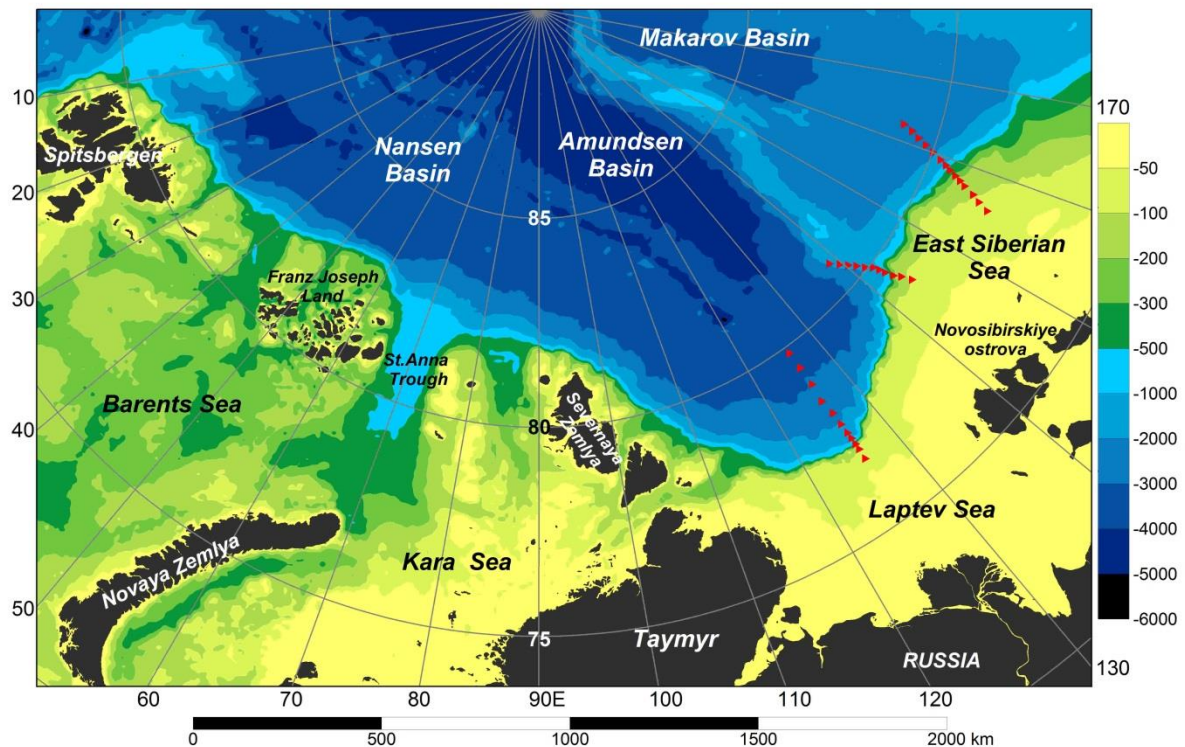 Makarov Basin
10
170
Nansen
Basin
Amundsen
Basin
Spitsbergen
-50
20
-100
85
East Siberian
Sea
-200
Franz Joseph
Land
30
-300
Novosibirskiye
ostrova
-500
St.Anna
Trough
-1000
Barents Sea
Severnaya
Zemlya
40
80
-2000
-3000
Laptev Sea
-4000
Novaya Zemlya
Kara Sea
-5000
50
75
Taymyr
-6000
RUSSIA
130
60
70
80
90E
100
110
120
0
500
1000
1500
2000 km